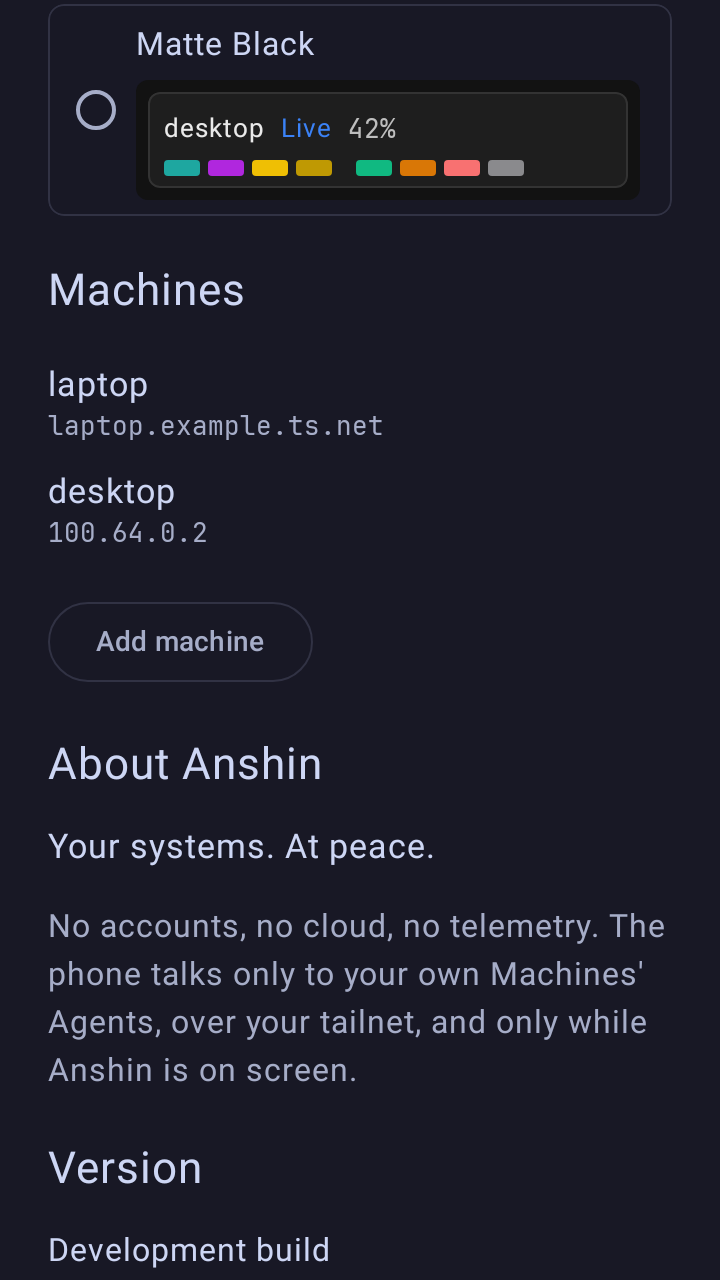 Matte Black
desktop Live 42%
Machines
laptop
laptop.example.ts.net
desktop
100.64.0.2
Add machine
About Anshin
Your systems. At peace.
No accounts, no cloud, no telemetry. The
phone talks only to your own Machines'
Agents, over your tailnet, and only while
Anshin is on screen.
Version
Development build